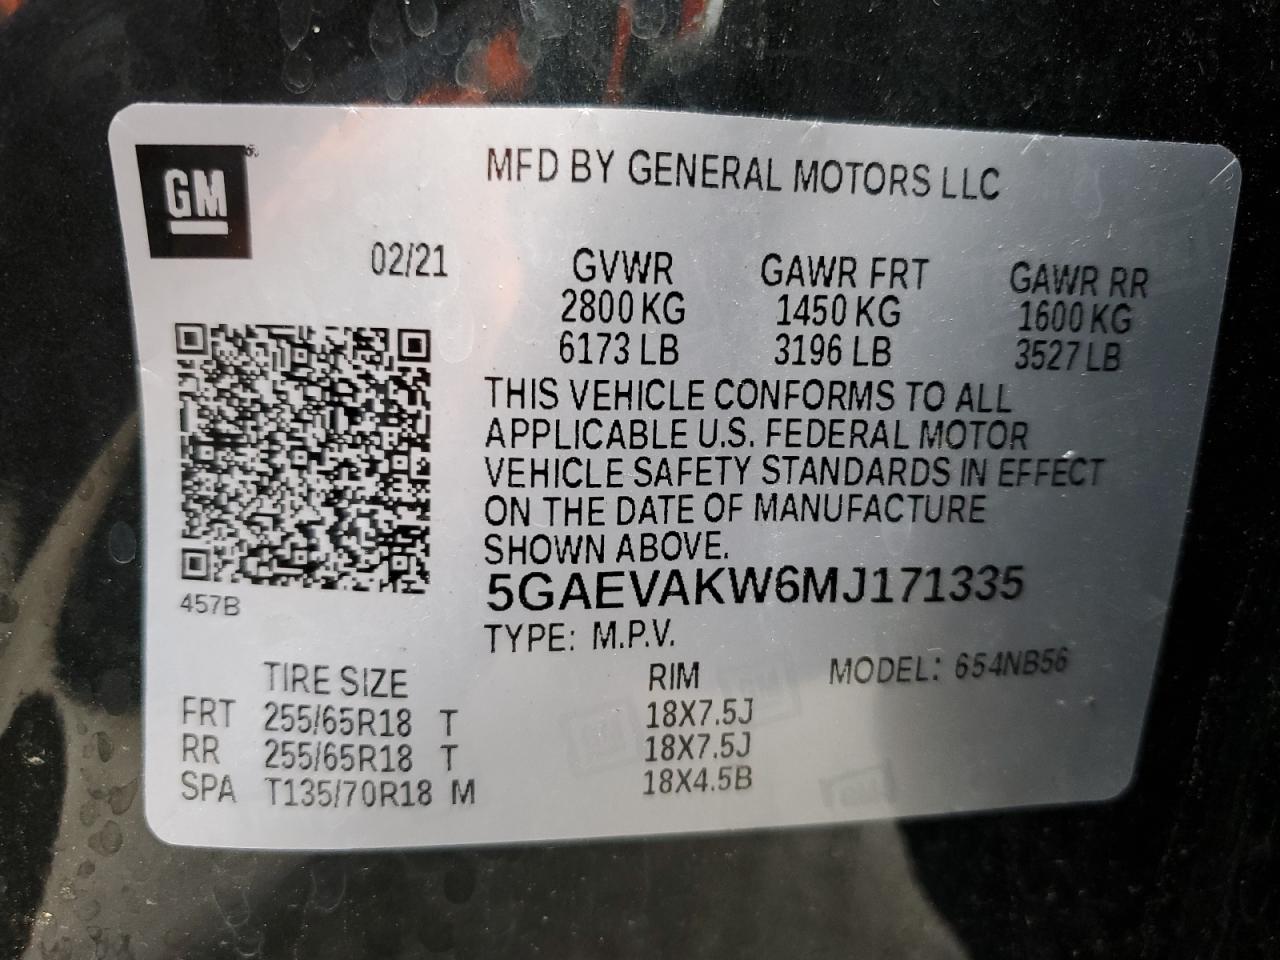 GM
MFD BY GENERAL MOTORS LLC
02/21
GVWR GAWR FRT GAWR RR
2800 KG 1450 KG 1600 KG
6173 LB 3196 LB 3527 LB
THIS VEHICLE CONFORMS TO ALL
APPLICABLE U.S. FEDERAL MOTOR
VEHICLE SAFETY STANDARDS IN EFFECT
ON THE DATE OF MANUFACTURE
SHOWN ABOVE.
5GAEVAKW6MJ171335
457B
TYPE: M.P.V.
MODEL: 654NB56
TIRE SIZE RIM
FRT 255/65R18 T 18X7.5J
RR 255/65R18 T 18X7.5J
SPA T135/70R18 M 18X4.5B